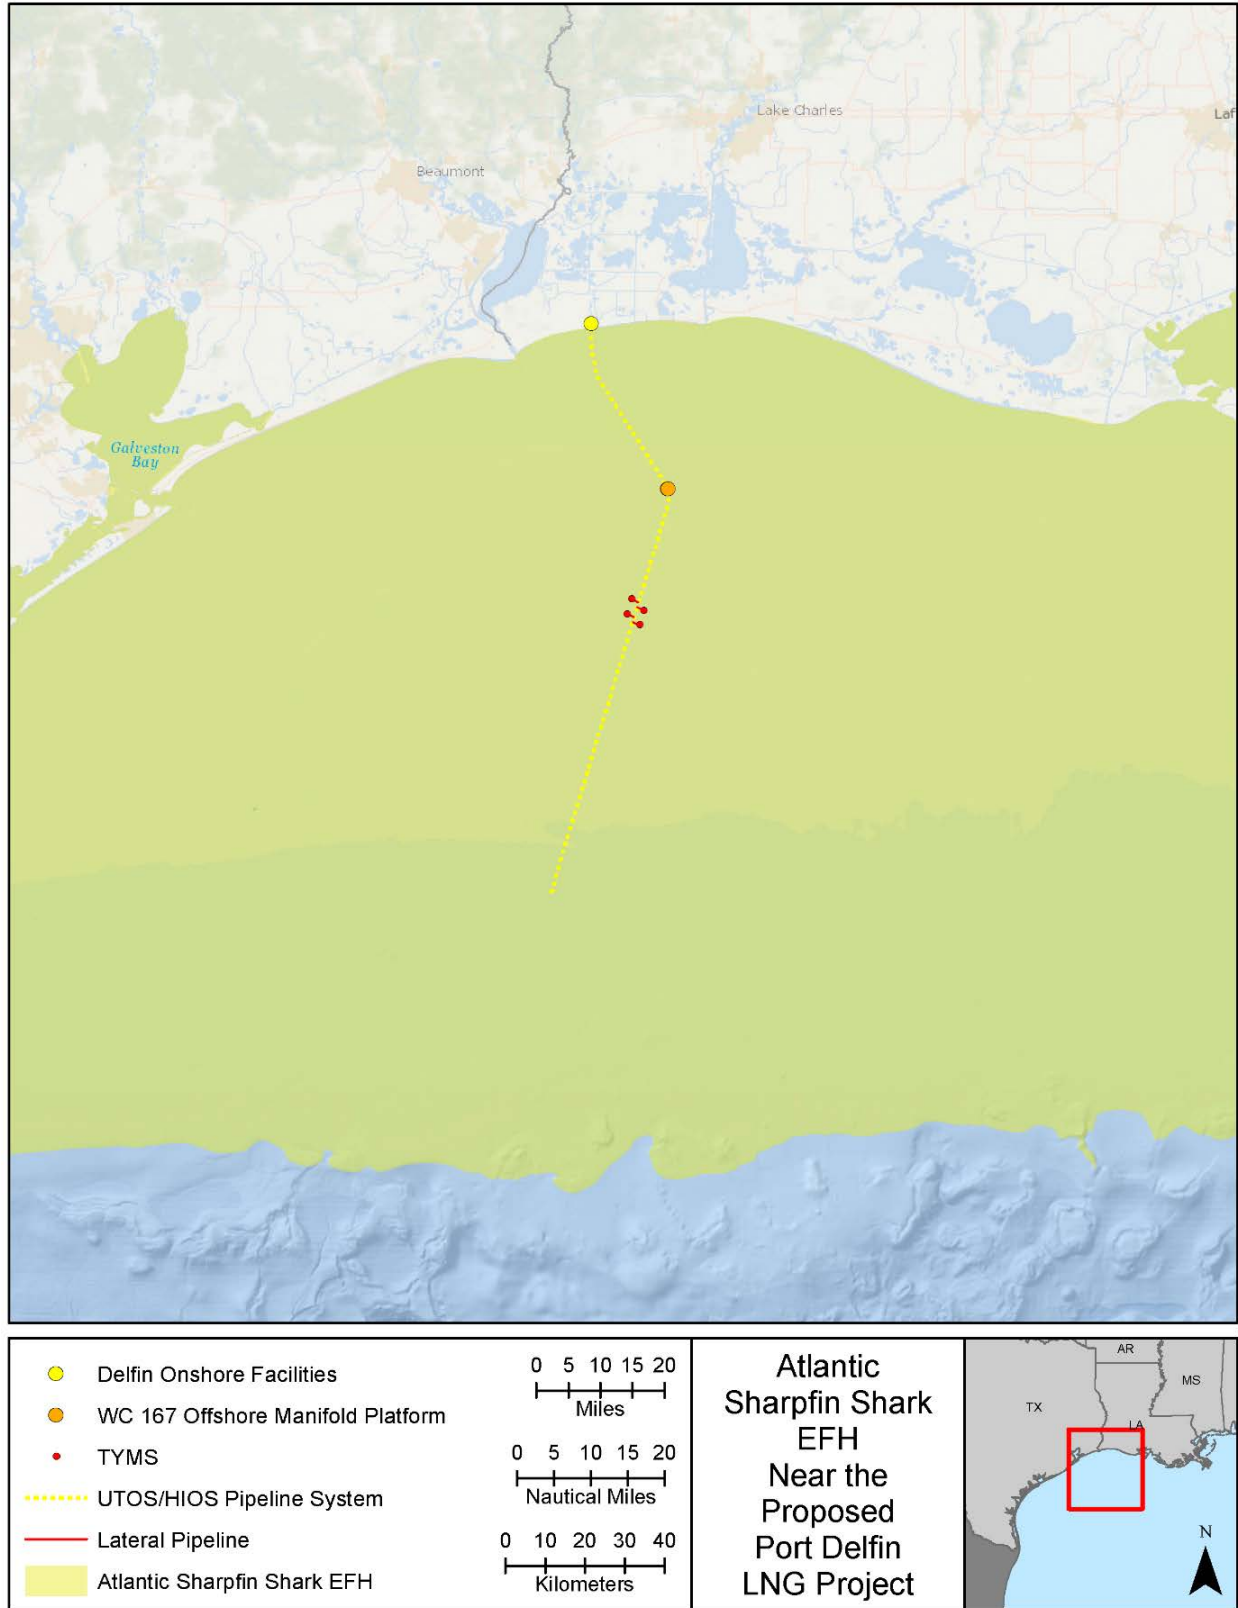 Lake Charles
Laf
Beaumont
Galveston
Bay
Delfin Onshore Facilities
WC 167 Offshore Manifold Platform
TYMS
UTOS/HIOS Pipeline System
Lateral Pipeline
Atlantic Sharpfin Shark EFH
0 5 10 15 20
Miles
0 10 20
Nautical Miles
0 10 20 30 40
Kilometers
Atlantic
Sharpfin Shark
EFH
Near the
Proposed
Port Delfin
LNG Project
AR
MS
TX
LA
N